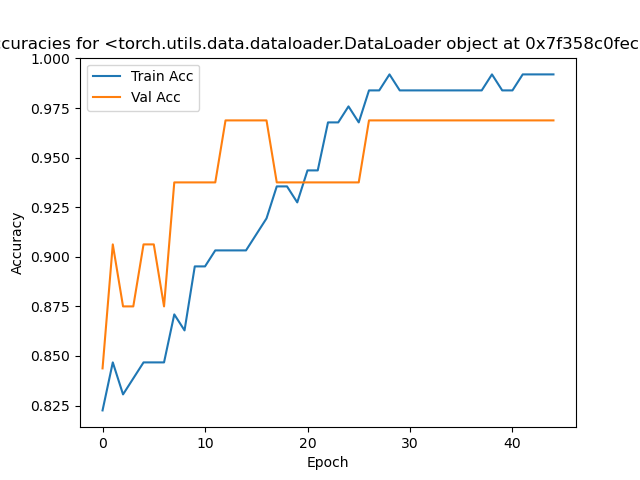 ccuracies for <torch.utils.data.dataloader.DataLoader object at 0x7f358c0fec
1.000
0.975
0.950
0.925
0.900
0.875
0.850
0.825
Train Acc
Val Acc
Accuracy
0
10
20
30
40
Epoch